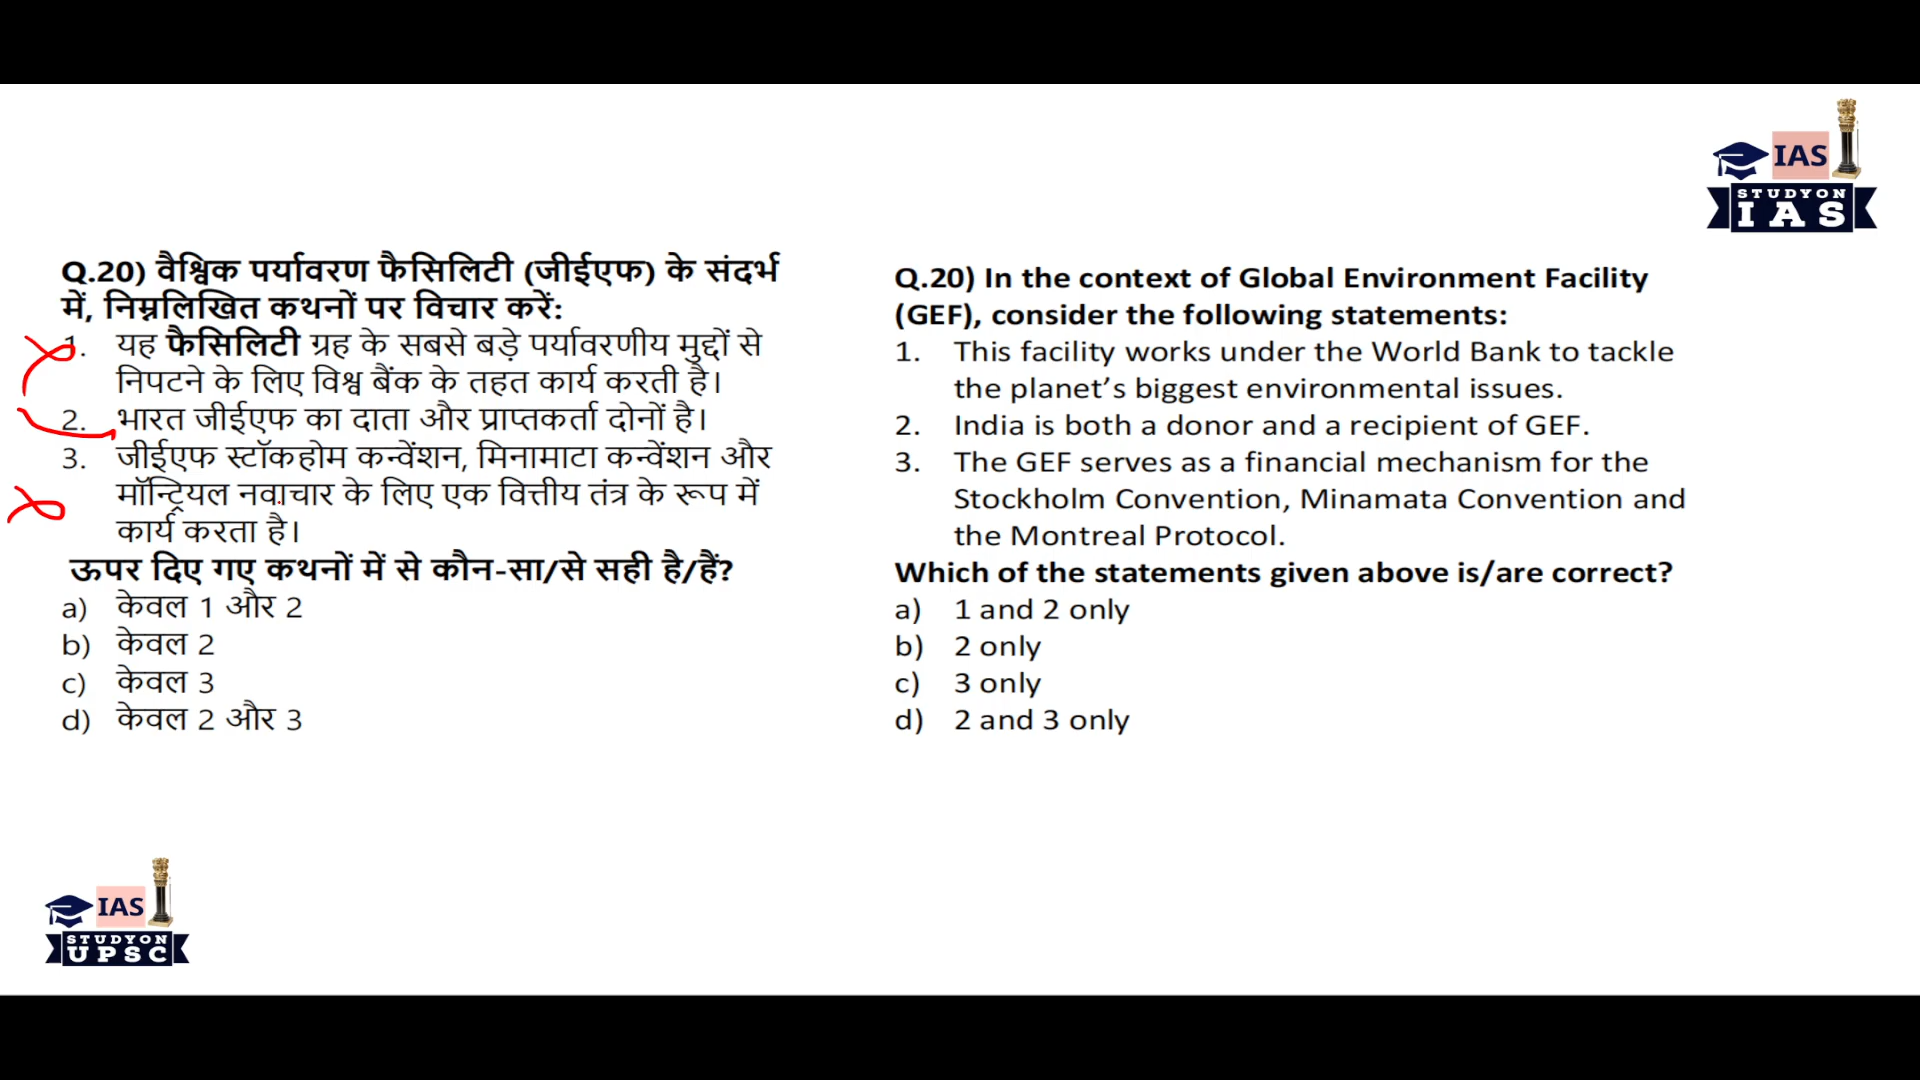 IAS
STUDYON
IAS
Q.20) वैश्विक पर्यावरण फैसिलिटी (जीईएफ) के संदर्भ
में, निम्नलिखित कथनों पर विचार करें:
1. यह फैसिलिटी ग्रह के सबसे बड़े पर्यावरणीय मुद्दों से
निपटने के लिए विश्व बैंक के तहत कार्य करती है।
2. भारत जीईएफ का दाता और प्राप्तकर्ता दोनों है।
3. जीईएफ स्टॉकहोम कन्वेंशन, मिनामाटा कन्वेंशन और
मॉन्ट्रियल नवाचार के लिए एक वित्तीय तंत्र के रूप में
कार्य करता है।
ऊपर दिए गए कथनों में से कौन-सा/से सही है/हैं?
a) केवल 1 और 2
b) केवल 2
c) केवल 3
d) केवल 2 और 3
Q.20) In the context of Global Environment Facility
(GEF), consider the following statements:
1. This facility works under the World Bank to tackle
the planet’s biggest environmental issues.
2. India is both a donor and a recipient of GEF.
3. The GEF serves as a financial mechanism for the
Stockholm Convention, Minamata Convention and
the Montreal Protocol.
Which of the statements given above is/are correct?
a) 1 and 2 only
b) 2 only
c) 3 only
d) 2 and 3 only
IAS
STUDYON
UPSC